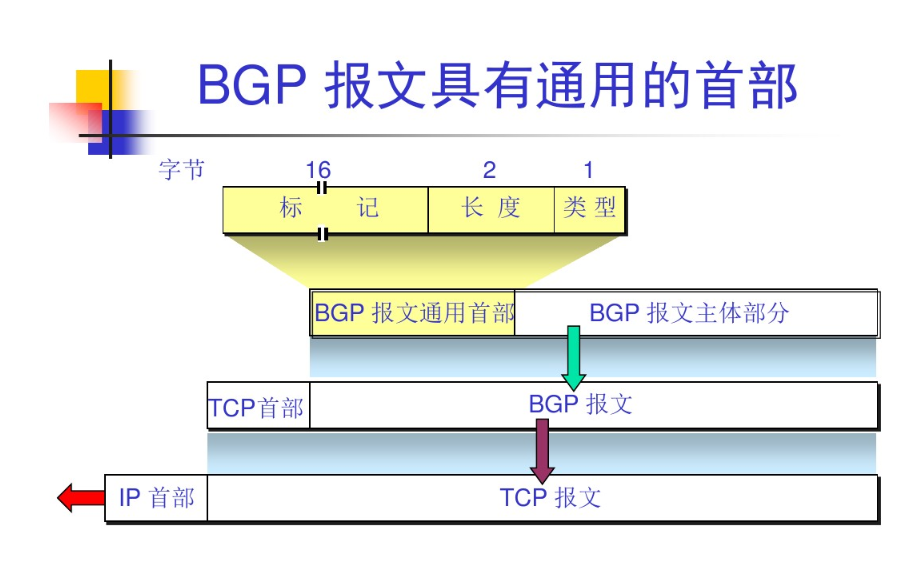 BGP 报文具有通用的首部
字节 16 2 1
标 记 长 度 类 型
BGP 报文通用首部 BGP 报文主体部分
TCP首部 BGP 报文
IP 首部 TCP 报文